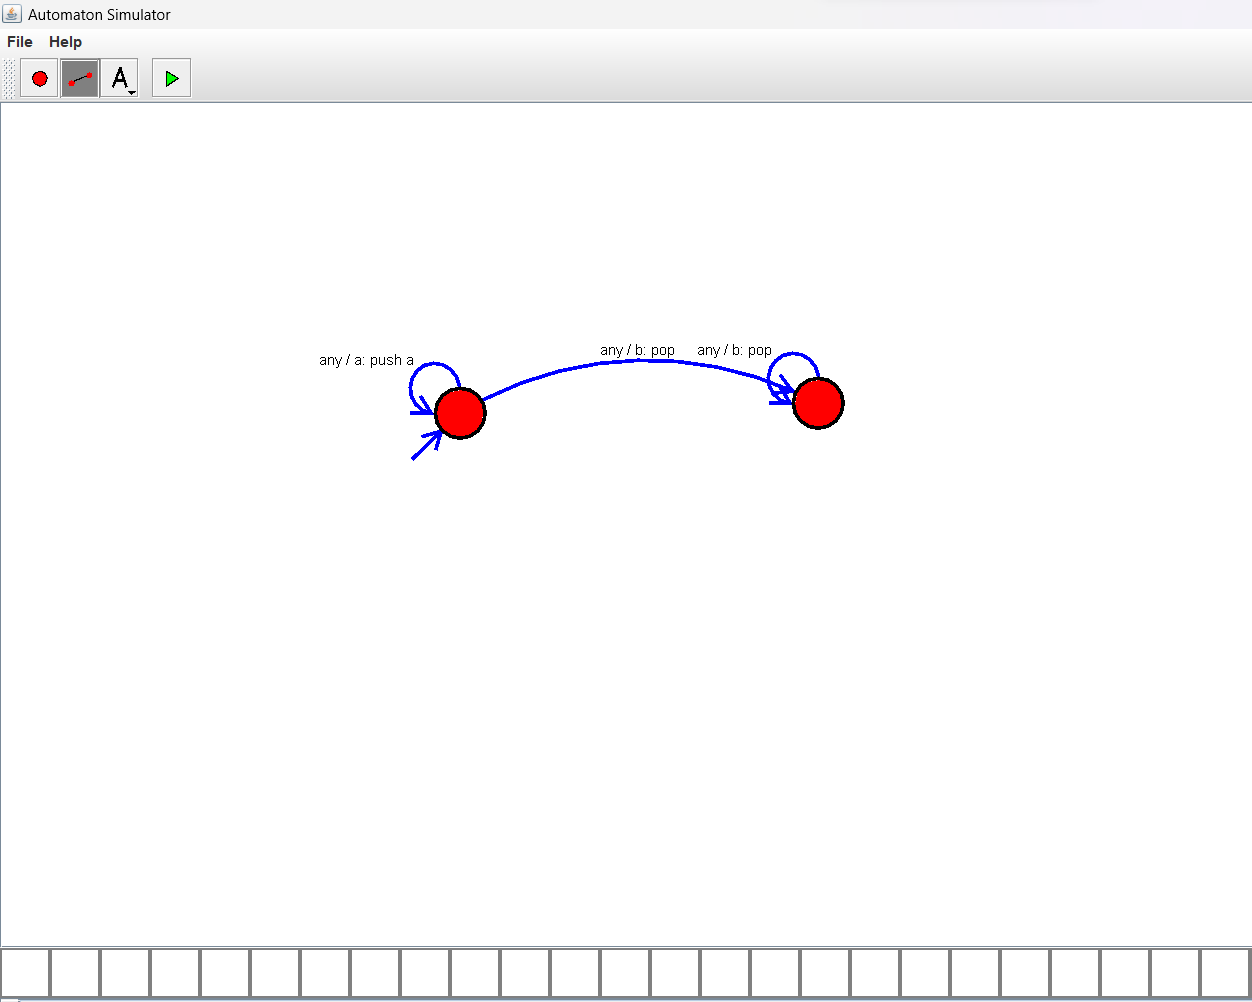 Automaton Simulator
File Help
A
any / a: push a
any / b: pop any / b: pop